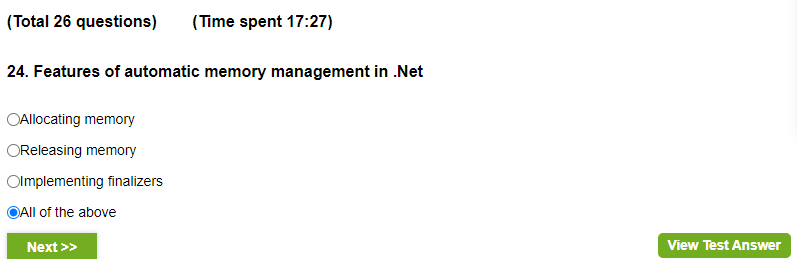 (Total 26 questions) (Time spent 17:27)
24. Features of automatic memory management in .Net
Allocating memory
Releasing memory
Implementing finalizers
All of the above
Next >> View Test Answer